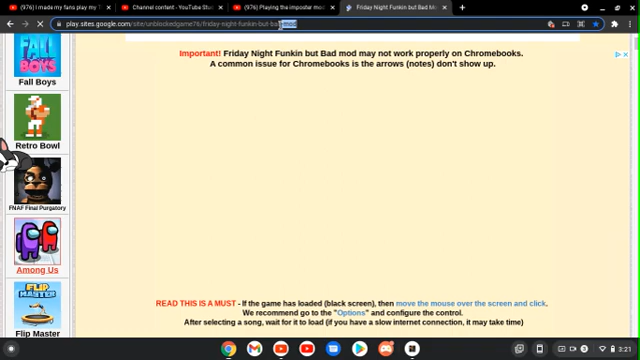 (976) I made my fans play my
Channel content - YouTube Stu
(976) Playing the imposter mod
Friday Night Funkin but Bad Mo
play.sites.google.com/site/unblockedgame76/friday-night-funkin-but-bad-mod
Important! Friday Night Funkin but Bad mod may not work properly on Chromebooks.
A common issue for Chromebooks is the arrows (notes) don't show up.
FALL BOYS
Fall Boys
Retro Bowl
FNAF Final Purgatory
Among Us
FLIP MASTER
Flip Master
READ THIS IS A MUST - If the game has loaded (black screen), then move the mouse over the screen and click.
We recommend go to the "Options" and configure the control.
After selecting a song, wait for it to load (if you have a slow internet connection, it may take time)
3:21